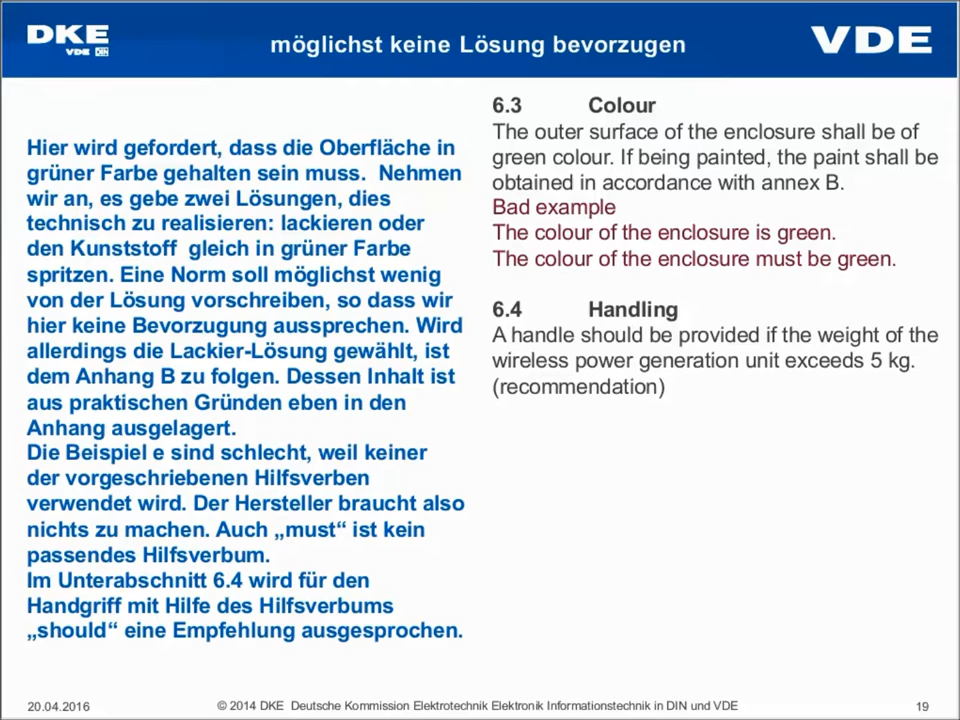 DKE
VDE DIN
möglichst keine Lösung bevorzugen
VDE
Hier wird gefordert, dass die Oberfläche in
grüner Farbe gehalten sein muss.  Nehmen
wir an, es gebe zwei Lösungen, dies
technisch zu realisieren: lackieren oder
den Kunststoff  gleich in grüner Farbe
spritzen. Eine Norm soll möglichst wenig
von der Lösung vorschreiben, so dass wir
hier keine Bevorzugung aussprechen. Wird
allerdings die Lackier-Lösung gewählt, ist
dem Anhang B zu folgen. Dessen Inhalt ist
aus praktischen Gründen eben in den
Anhang ausgelagert.
Die Beispiel e sind schlecht, weil keiner
der vorgeschriebenen Hilfsverben
verwendet wird. Der Hersteller braucht also
nichts zu machen. Auch „must“ ist kein
passendes Hilfsverbum.
Im Unterabschnitt 6.4 wird für den
Handgriff mit Hilfe des Hilfsverbums
„should“ eine Empfehlung ausgesprochen.
6.3 Colour
The outer surface of the enclosure shall be of
green colour. If being painted, the paint shall be
obtained in accordance with annex B.
Bad example
The colour of the enclosure is green.
The colour of the enclosure must be green.
6.4 Handling
A handle should be provided if the weight of the
wireless power generation unit exceeds 5 kg.
(recommendation)
20.04.2016
© 2014 DKE  Deutsche Kommission Elektrotechnik Elektronik Informationstechnik in DIN und VDE
19